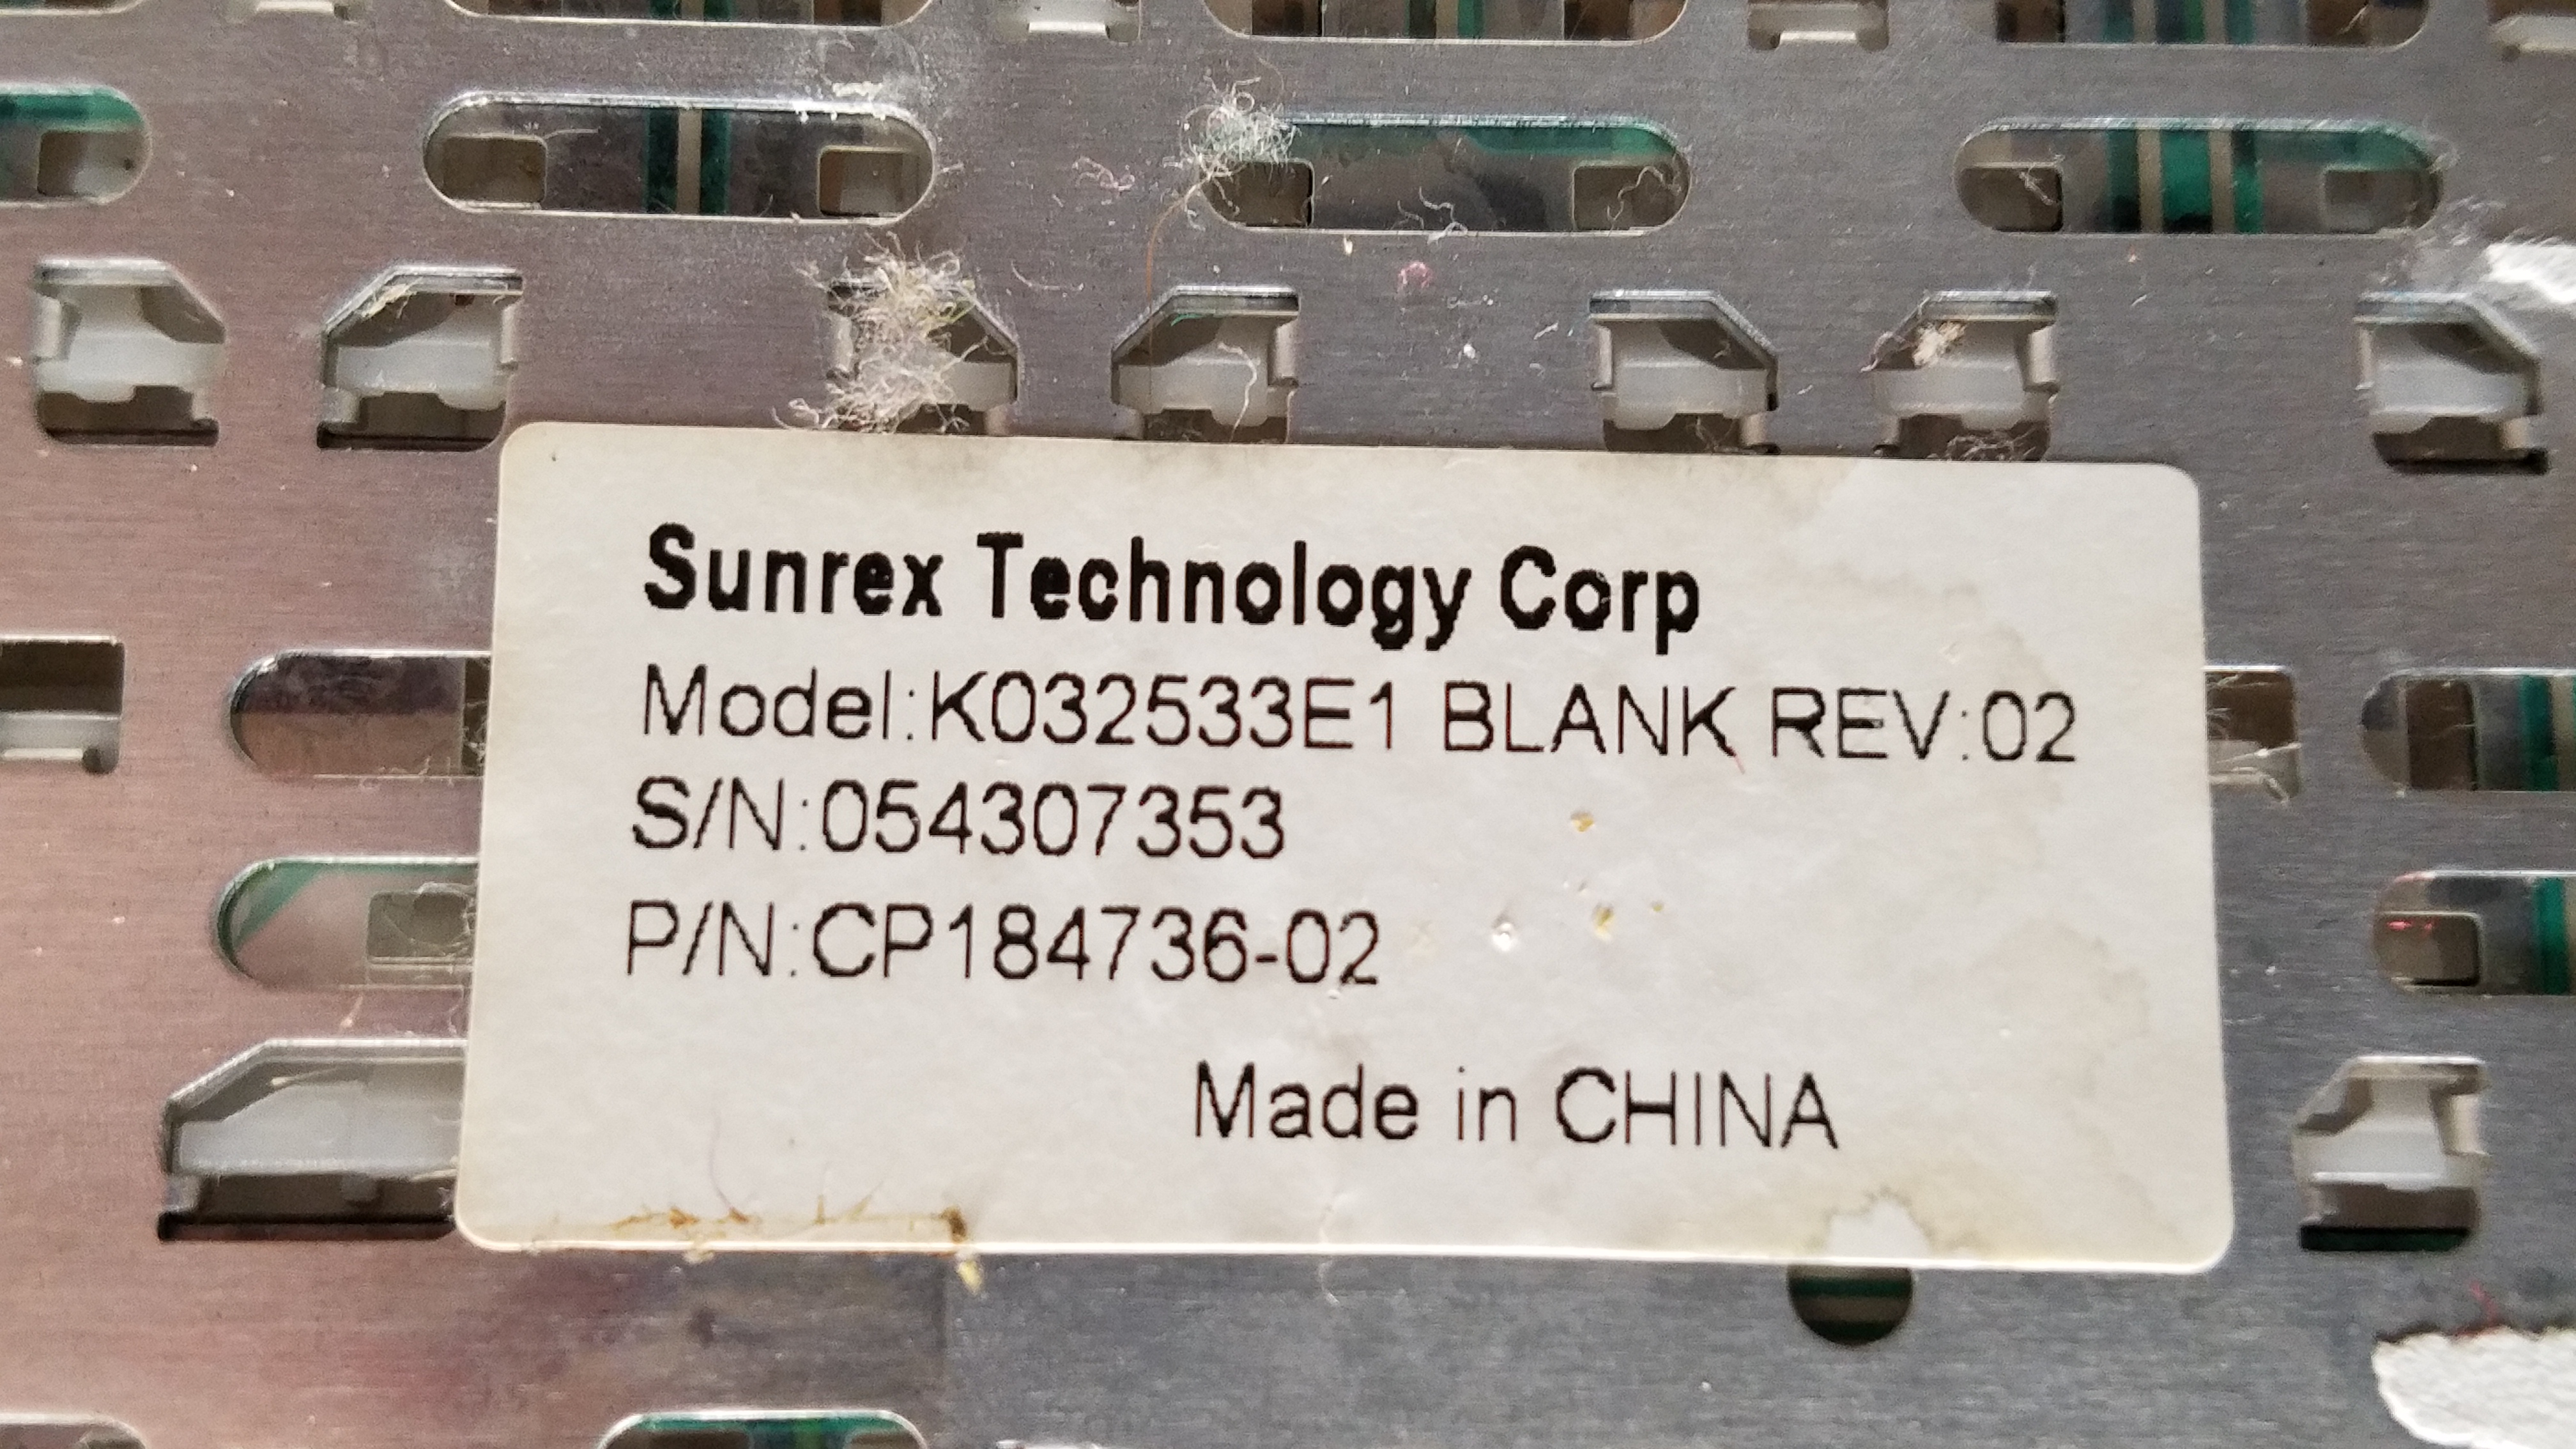 Sunrex Technology Corp
Model:K032533E1 BLANK REV:02
S/N:054307353
P/N:CP184736-02
Made in CHINA